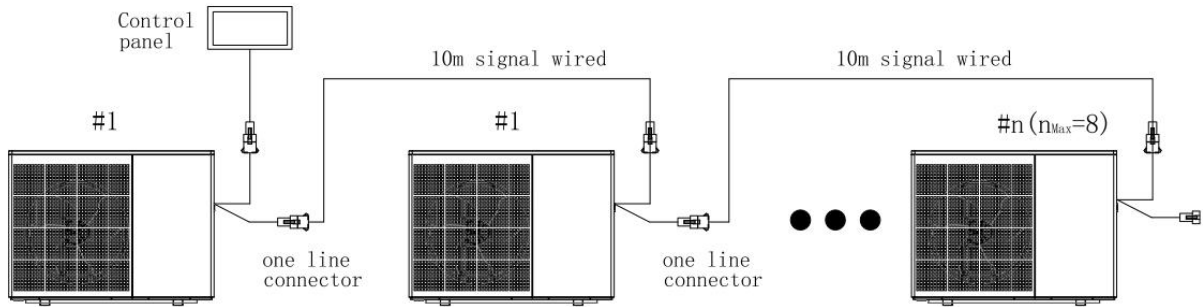 Control
panel
10m signal wired
10m signal wired
#1
#1
#n(nMax=8)
one line
connector
one line
connector